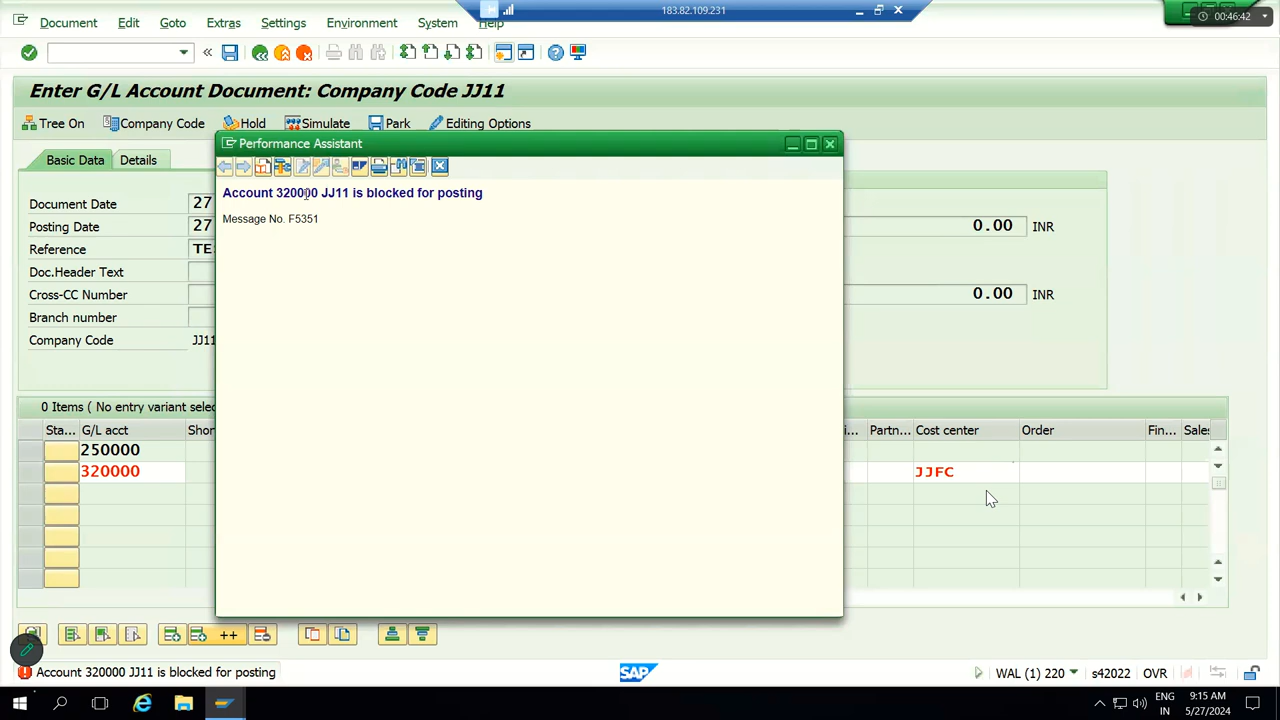 Document Edit Goto Extras Settings Environment System Help
183.82.109.231
00:46:42
Enter G/L Account Document: Company Code JJ11
Tree On Company Code Hold Simulate Park Editing Options
Performance Assistant
Basic Data Details
Account 320000 JJ11 is blocked for posting
Message No. F5351
Document Date 27
Posting Date 27 0.00 INR
Reference TE
Doc.Header Text
Cross-CC Number 0.00 INR
Branch number
Company Code JJ11
0 Items ( No entry variant selec
Sta... G/L acct Shor i... Partn... Cost center Order Fin... Sales
250000
320000 JJFC
++
Account 320000 JJ11 is blocked for posting
SAP
WAL (1) 220 s42022 OVR
ENG
IN
9:15 AM
5/27/2024